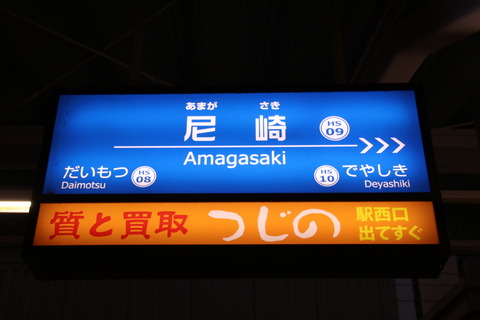 あまが さき
尼 崎 HS 09
Amagasaki
だいもつ HS 08
Daimotsu
HS 10 でやしき
Deyashiki
質と買取 つじの
駅西口
出てすぐ